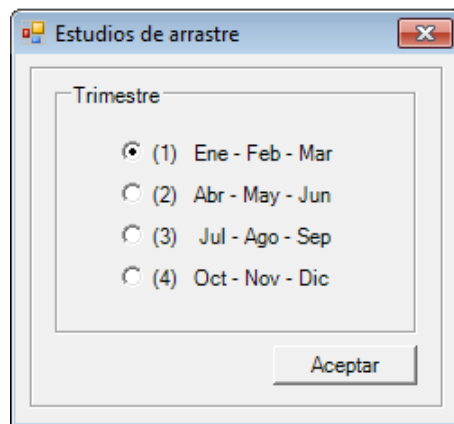 Estudios de arrastre
Trimestre
(1) Ene - Feb - Mar
(2) Abr - May - Jun
(3) Jul - Ago - Sep
(4) Oct - Nov - Dic
Aceptar